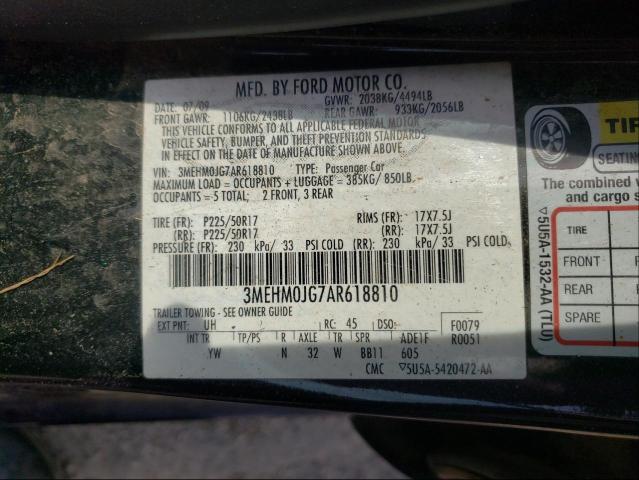 MFD. BY FORD MOTOR CO.
DATE: 07/09 GVWR: 2038KG/4494LB
FRONT GAWR: 1106KG/2438LB REAR GAWR: 933KG/2056LB
THIS VEHICLE CONFORMS TO ALL APPLICABLE FEDERAL MOTOR
VEHICLE SAFETY, BUMPER, AND THEFT PREVENTION STANDARDS
IN EFFECT ON THE DATE OF MANUFACTURE SHOWN ABOVE.
VIN: 3MEHM0JG7AR618810 TYPE: Passenger Car
MAXIMUM LOAD = OCCUPANTS + LUGGAGE = 385KG/850LB
OCCUPANTS = 5 TOTAL; 2 FRONT, 3 REAR
TIRE (FR): P225/50R17 RIMS (FR): 17X7.5J
(RR): P225/50R17 (RR): 17X7.5J
PRESSURE (FR): 230 kPa/ 33 PSI COLD (RR): 230 kPa/ 33 PSI COLD
3MEHM0JG7AR618810
TRAILER TOWING - SEE OWNER GUIDE
EXT PNT: UH RC: 45 DSO: F0079
INT TR TP/PS R AXLE TR SPR ADE1F R0051
YW N 32 W BB11 605
CMC ▽5U5A-5420472-AA
TIR
SEATING
The combined w
and cargo s
TIRE
FRONT P
REAR P
SPARE
▽5U5A-1532-AA (TLU)